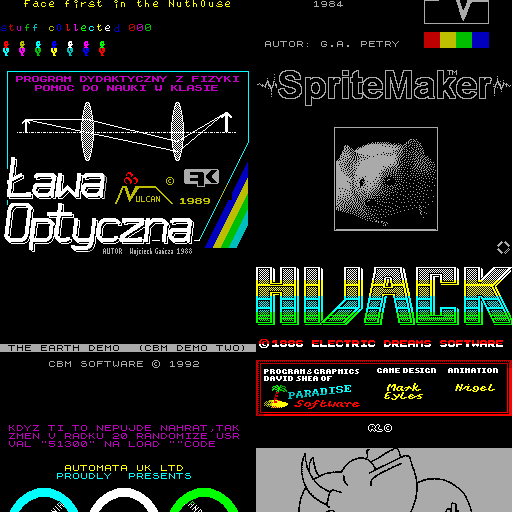 Face first in the NuthOuse
stuff cOllected 000
1984
AUTOR: G.A. PETRY
PROGRAM DYDAKTYCZNY Z FIZYKI
POMOC DO NAUKI W KLASIE
Ława
Optyczna
VULCAN
© 1989
AUTOR Wojciech Gańcza 1988
SpriteMaker™
HIJACK
© 1986 ELECTRIC DREAMS SOFTWARE
PROGRAM & GRAPHICS
DAVID SHEA OF
PARADISE
Software
GAME DESIGN
Mark
Eyles
ANIMATION
Nigel
THE EARTH DEMO (CBM DEMO TWO)
CBM SOFTWARE © 1992
KDYZ TI TO NEPUJDE NAHRAT,TAK
ZMEN V RADKU 20 RANDOMIZE USR
VAL "51300" NA LOAD ""CODE
AUTOMATA UK LTD
PROUDLY PRESENTS